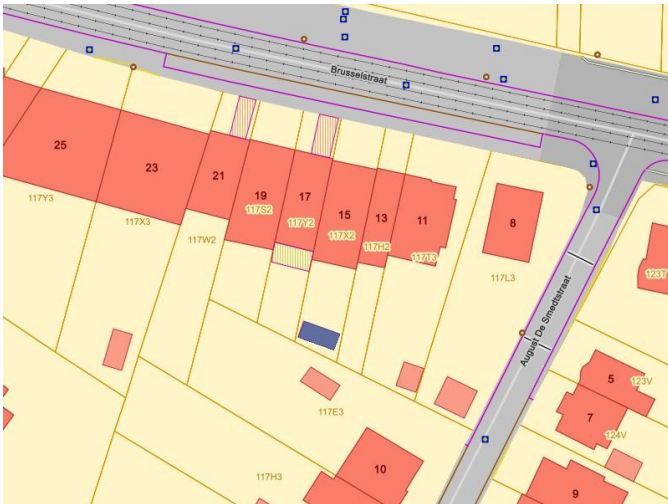 Brusselstraat
25
23
21
19
17
15
13
11
8
117Y3
117X3
117W2
117S2
117Y2
117X2
117H2
117T3
117L3
123T
August De Smedtstraat
5
123V
7
124V
117E3
10
117H3
9